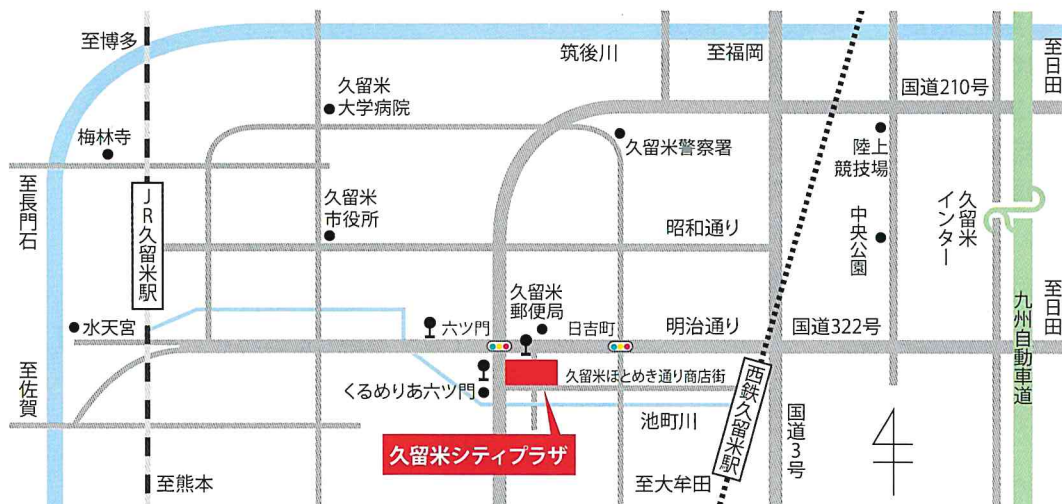 至博多
筑後川
至福岡
至日田
国道210号
久留米
大学病院
梅林寺
久留米警察署
陸上
競技場
至長門石
JR久留米駅
久留米
市役所
昭和通り
中央公園
久留米
インター
至日田
水天宮
六ツ門
久留米
郵便局
日吉町
明治通り
国道322号
九州自動車道
至佐賀
くるめりあ六ツ門
久留米ほとめき通り商店街
西鉄久留米駅
池町川
国道3号
久留米シティプラザ
至熊本
至大牟田